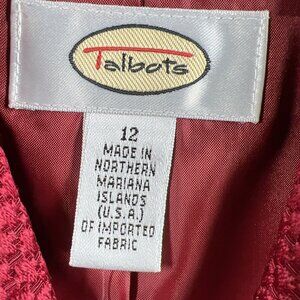 Talbots
12
MADE IN
NORTHERN
MARIANA
ISLANDS
(U.S.A.)
OF IMPORTED
FABRIC